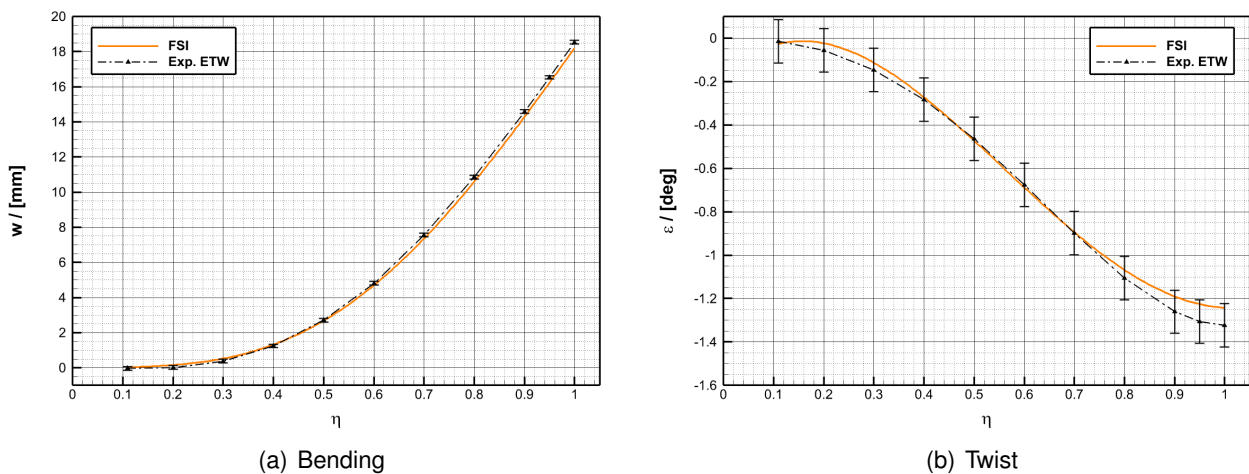 20
18
16
14
12
10
8
6
4
2
0
w / [mm]
FSI
Exp. ETW
0 0.1 0.2 0.3 0.4 0.5 0.6 0.7 0.8 0.9 1
η
(a) Bending
0
-0.2
-0.4
-0.6
-0.8
-1
-1.2
-1.4
-1.6
ε / [deg]
FSI
Exp. ETW
0 0.1 0.2 0.3 0.4 0.5 0.6 0.7 0.8 0.9 1
η
(b) Twist